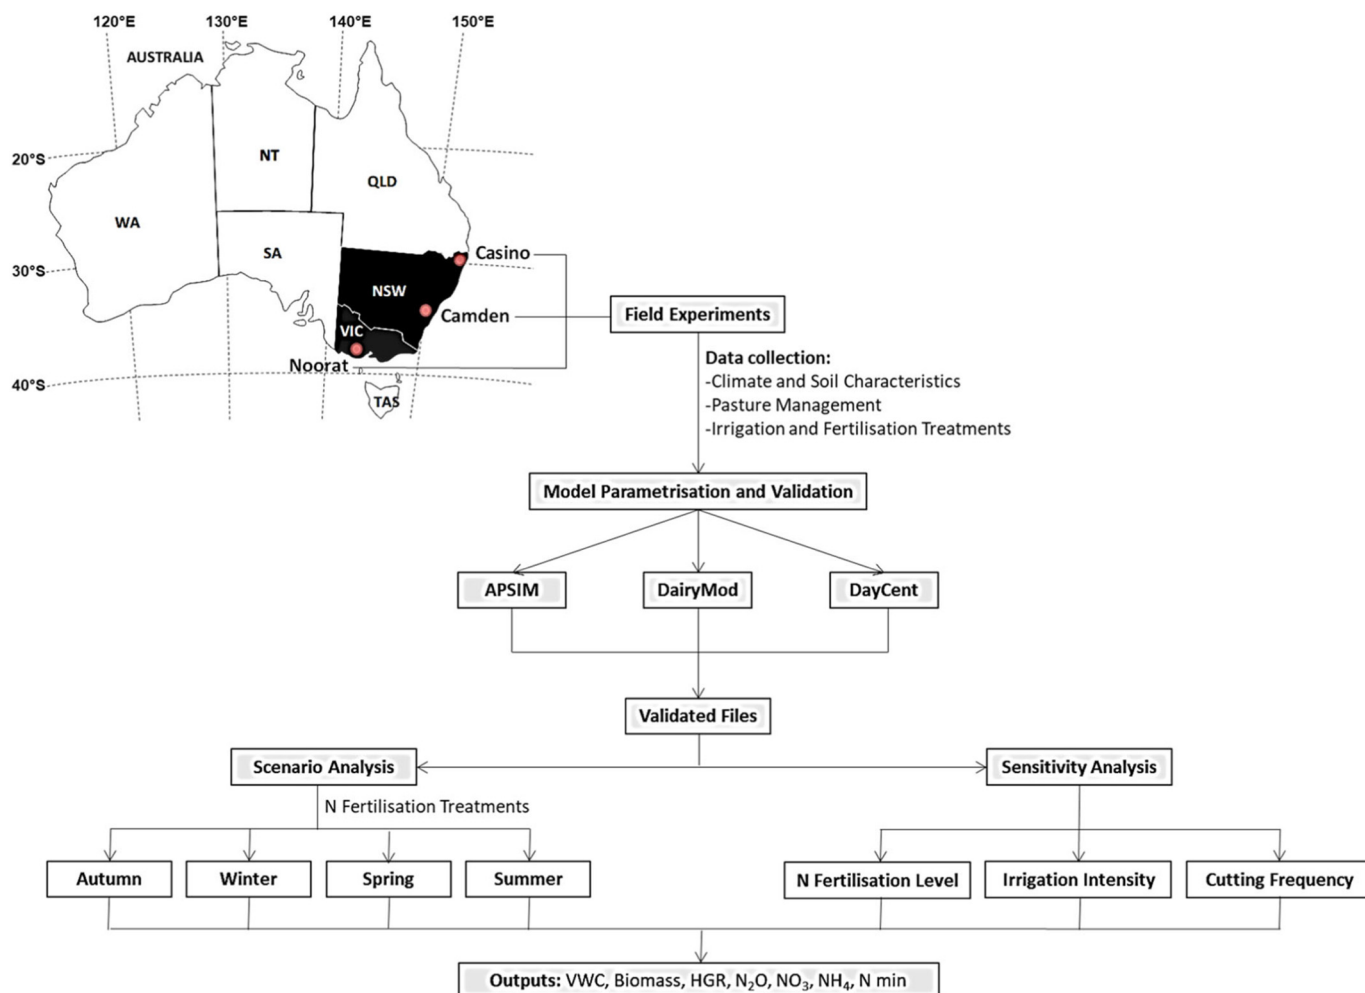 120°E 130°E 140°E 150°E
AUSTRALIA
20°S
NT
QLD
WA
SA
Casino
30°S
NSW
Camden
VIC
Noorat
40°S
TAS
Field Experiments
Data collection:
-Climate and Soil Characteristics
-Pasture Management
-Irrigation and Fertilisation Treatments
Model Parametrisation and Validation
APSIM DairyMod DayCent
Validated Files
Scenario Analysis Sensitivity Analysis
N Fertilisation Treatments
Autumn Winter Spring Summer N Fertilisation Level Irrigation Intensity Cutting Frequency
Outputs: VWC, Biomass, HGR, N₂O, NO₃, NH₄, N min